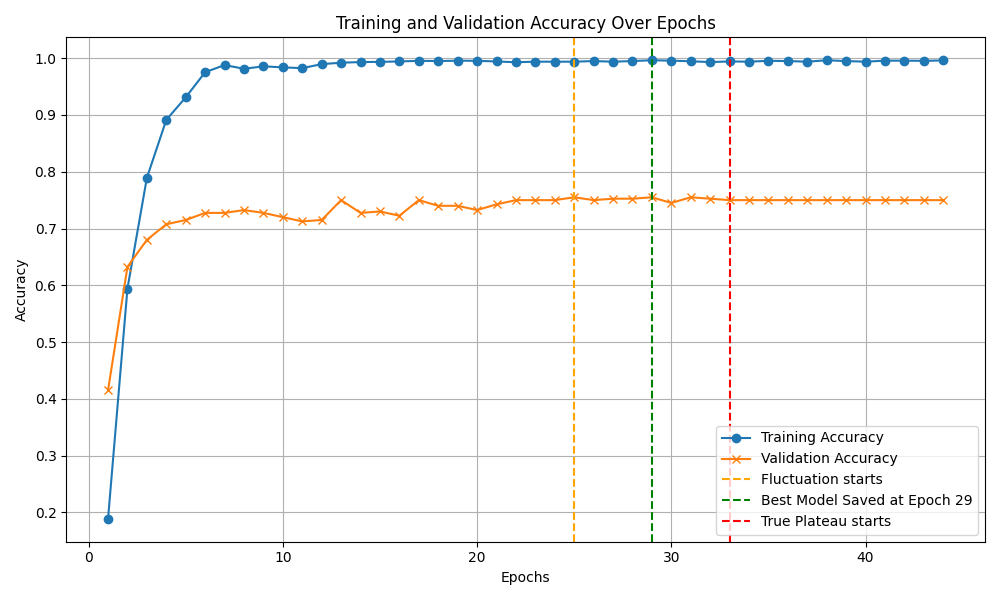 Training and Validation Accuracy Over Epochs
Accuracy
1.0
0.9
0.8
0.7
0.6
0.5
0.4
0.3
0.2
0 10 20 30 40
Epochs
Training Accuracy
Validation Accuracy
Fluctuation starts
Best Model Saved at Epoch 29
True Plateau starts